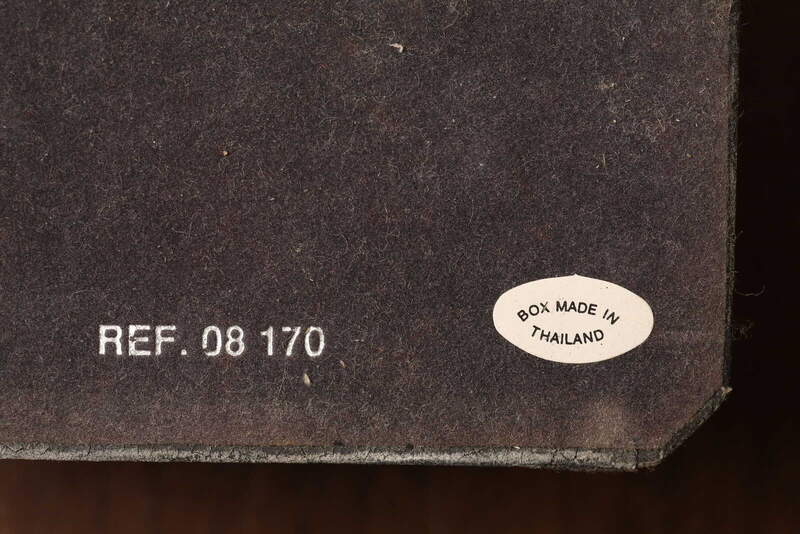 REF. 08 170
BOX MADE IN
THAILAND